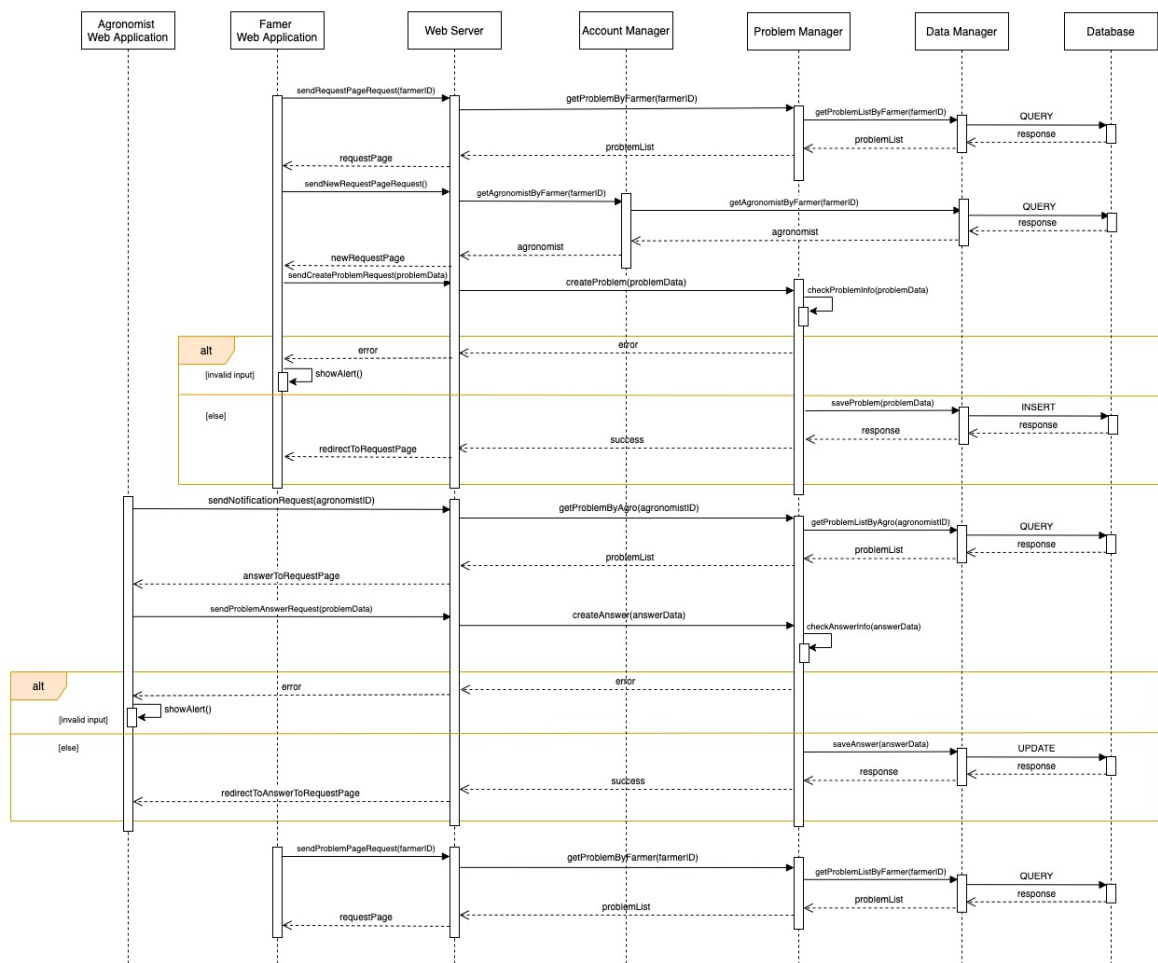 Agronomist
Web Application
Famer
Web Application
Web Server
Account Manager
Problem Manager
Data Manager
Database
sendRequestPageRequest(farmerID)
getProblemByFarmer(farmerID)
getProblemListByFarmer(farmerID)
QUERY
response
problemList
problemList
requestPage
sendNewRequestPageRequest()
getAgronomistByFarmer(farmerID)
getAgronomistByFarmer(farmerID)
QUERY
response
agronomist
agronomist
newRequestPage
sendCreateProblemRequest(problemData)
createProblem(problemData)
checkProblemInfo(problemData)
alt
error
error
[invalid input]
showAlert()
[else]
saveProblem(problemData)
INSERT
response
response
success
redirectToRequestPage
sendNotificationRequest(agronomistID)
getProblemByAgro(agronomistID)
getProblemListByAgro(agronomistID)
QUERY
response
problemList
problemList
answerToRequestPage
sendProblemAnswerRequest(problemData)
createAnswer(answerData)
checkAnswerInfo(answerData)
alt
error
error
showAlert()
[invalid input]
[else]
saveAnswer(answerData)
UPDATE
response
response
success
redirectToAnswerToRequestPage
sendProblemPageRequest(farmerID)
getProblemByFarmer(farmerID)
getProblemListByFarmer(farmerID)
QUERY
response
problemList
problemList
requestPage